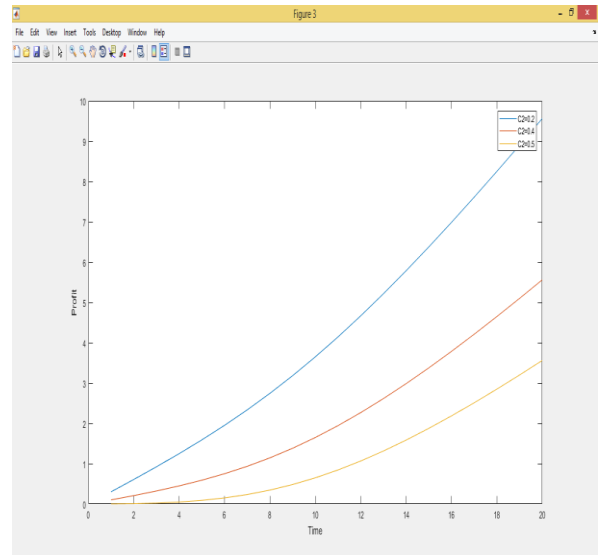 Figure 3
File Edit View Insert Tools Desktop Window Help
10
9
8
7
6
5
4
3
2
1
0
Profit
C2=0.2
C2=0.4
C2=0.5
0 2 4 6 8 10 12 14 16 18 20
Time